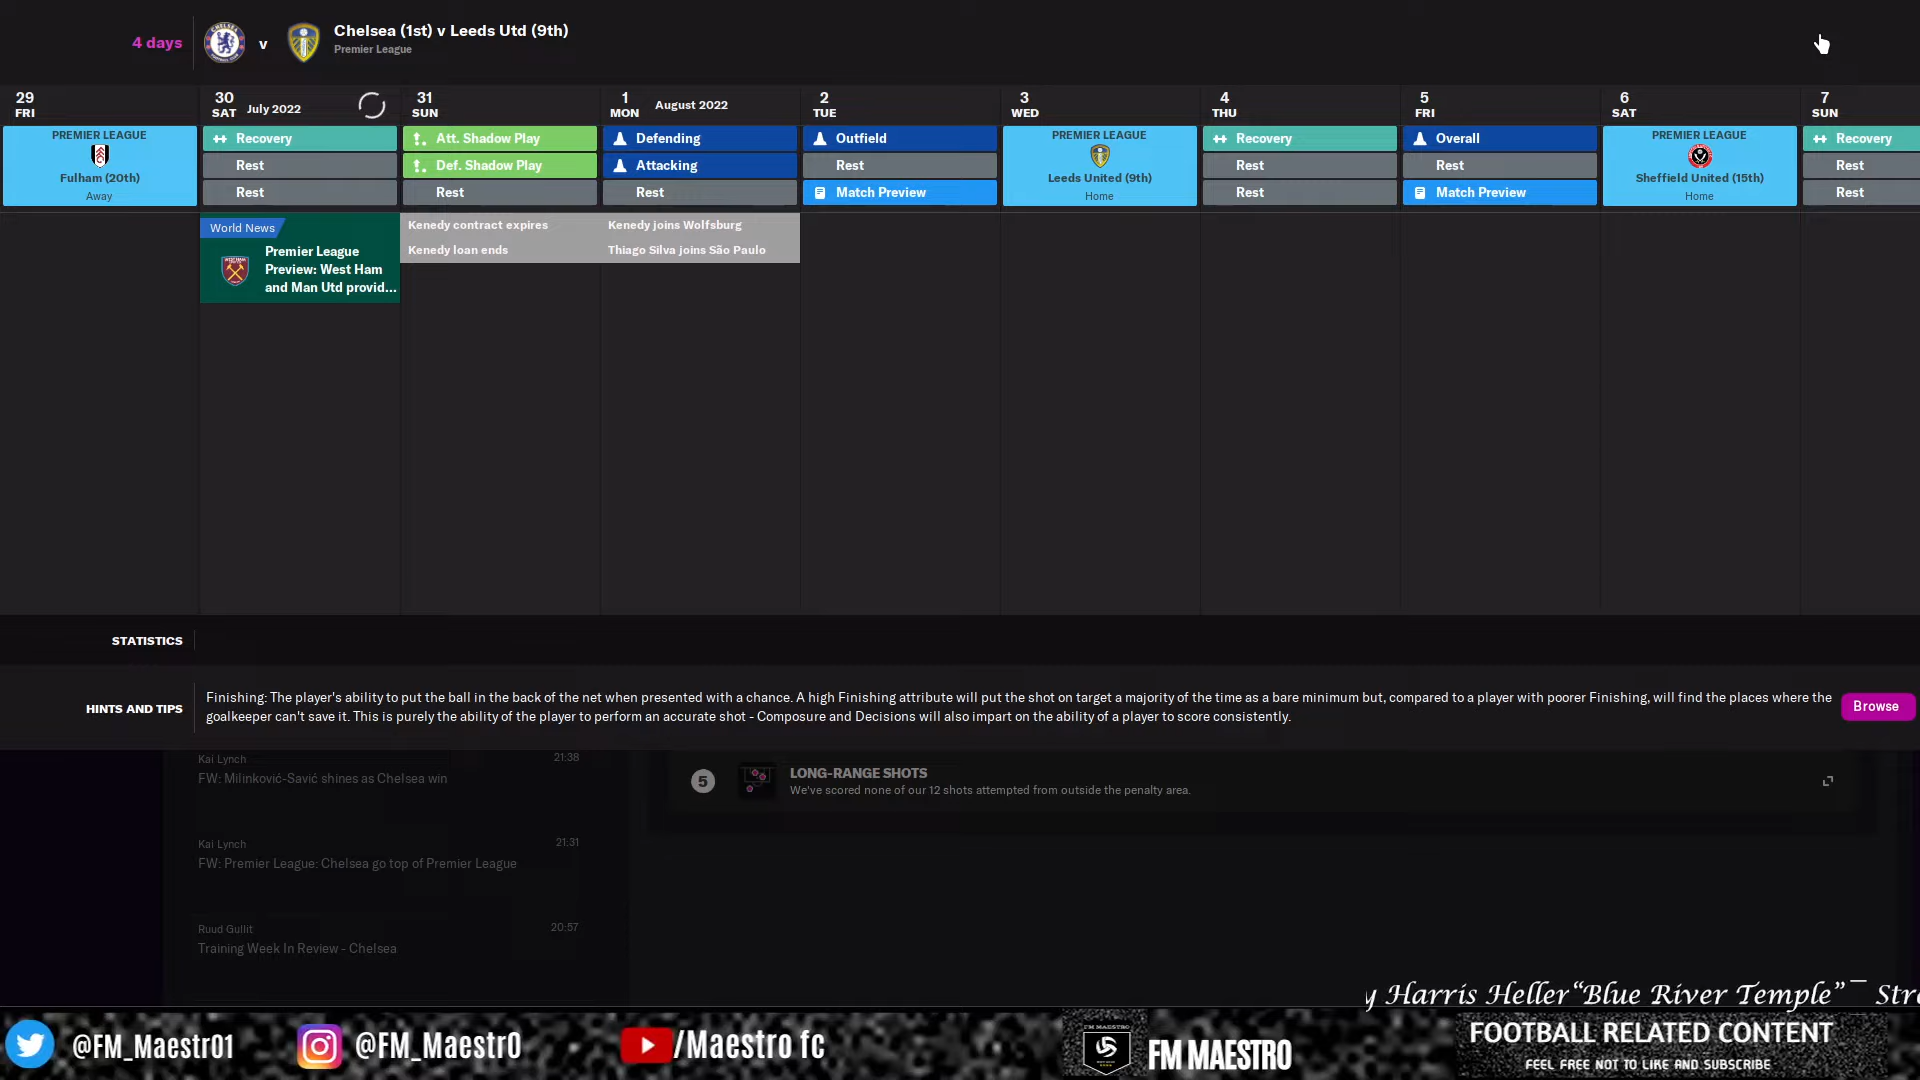 4 days
v
Chelsea (1st) v Leeds Utd (9th)
Premier League
29
FRI
30
SAT
July 2022
31
SUN
1
MON
August 2022
2
TUE
3
WED
4
THU
5
FRI
6
SAT
7
SUN
PREMIER LEAGUE
Fulham (20th)
Away
Recovery
Rest
Rest
Att. Shadow Play
Def. Shadow Play
Rest
Defending
Attacking
Rest
Outfield
Rest
Match Preview
PREMIER LEAGUE
Leeds United (9th)
Home
Recovery
Rest
Rest
Overall
Rest
Match Preview
PREMIER LEAGUE
Sheffield United (15th)
Home
Recovery
Rest
Rest
World News
Premier League
Preview: West Ham
and Man Utd provid...
Kenedy contract expires
Kenedy loan ends
Kenedy joins Wolfsburg
Thiago Silva joins São Paulo
STATISTICS
HINTS AND TIPS
Finishing: The player's ability to put the ball in the back of the net when presented with a chance. A high Finishing attribute will put the shot on target a majority of the time as a bare minimum but, compared to a player with poorer Finishing, will find the places where the
goalkeeper can't save it. This is purely the ability of the player to perform an accurate shot - Composure and Decisions will also impart on the ability of a player to score consistently.
Browse
Kai Lynch
21:38
FW: Milinković-Savić shines as Chelsea win
Kai Lynch
21:31
FW: Premier League: Chelsea go top of Premier League
Ruud Gullit
20:57
Training Week In Review - Chelsea
5
LONG-RANGE SHOTS
We've scored none of our 12 shots attempted from outside the penalty area.
y Harris Heller“Blue River Temple” – Stre
@FM_Maestr01
@FM_Maestr0
/Maestro fc
FM MAESTRO
FM MAESTRO
FOOTBALL RELATED CONTENT
FEEL FREE NOT TO LIKE AND SUBSCRIBE